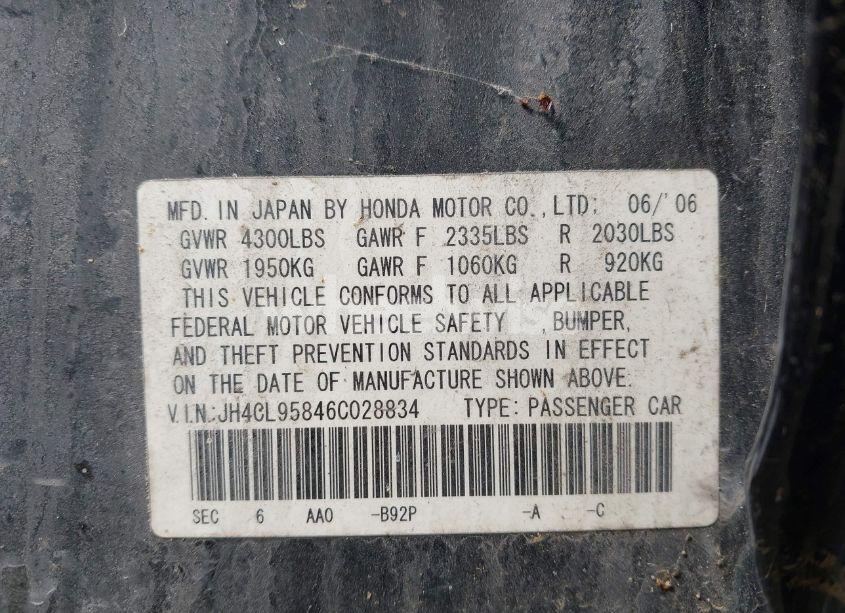 MFD. IN JAPAN BY HONDA MOTOR CO.,LTD: 06/'06
GVWR 4300LBS GAWR F 2335LBS R 2030LBS
GVWR 1950KG GAWR F 1060KG R 920KG
THIS VEHICLE CONFORMS TO ALL APPLICABLE
FEDERAL MOTOR VEHICLE SAFETY ,BUMPER,
AND THEFT PREVENTION STANDARDS IN EFFECT
ON THE DATE OF MANUFACTURE SHOWN ABOVE.
V.I.N.:JH4CL95846C028834 TYPE: PASSENGER CAR
SEC 6 AAO -B92P -A -C